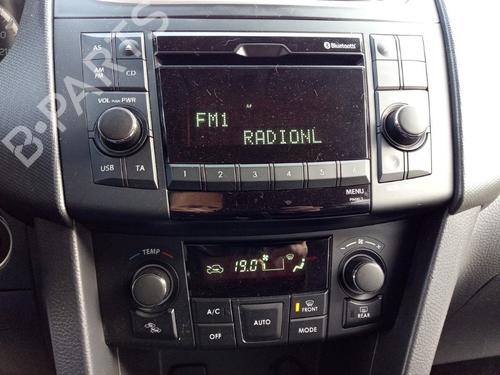 Bluetooth
AS
AM
FM
CD
VOL PUSH PWR
FM1
RADIONL
USB
TA
1 2 3 4 5 6
MENU
TEMP
19.0
A/C
OFF
AUTO
FRONT
MODE
REAR
B-PARTS